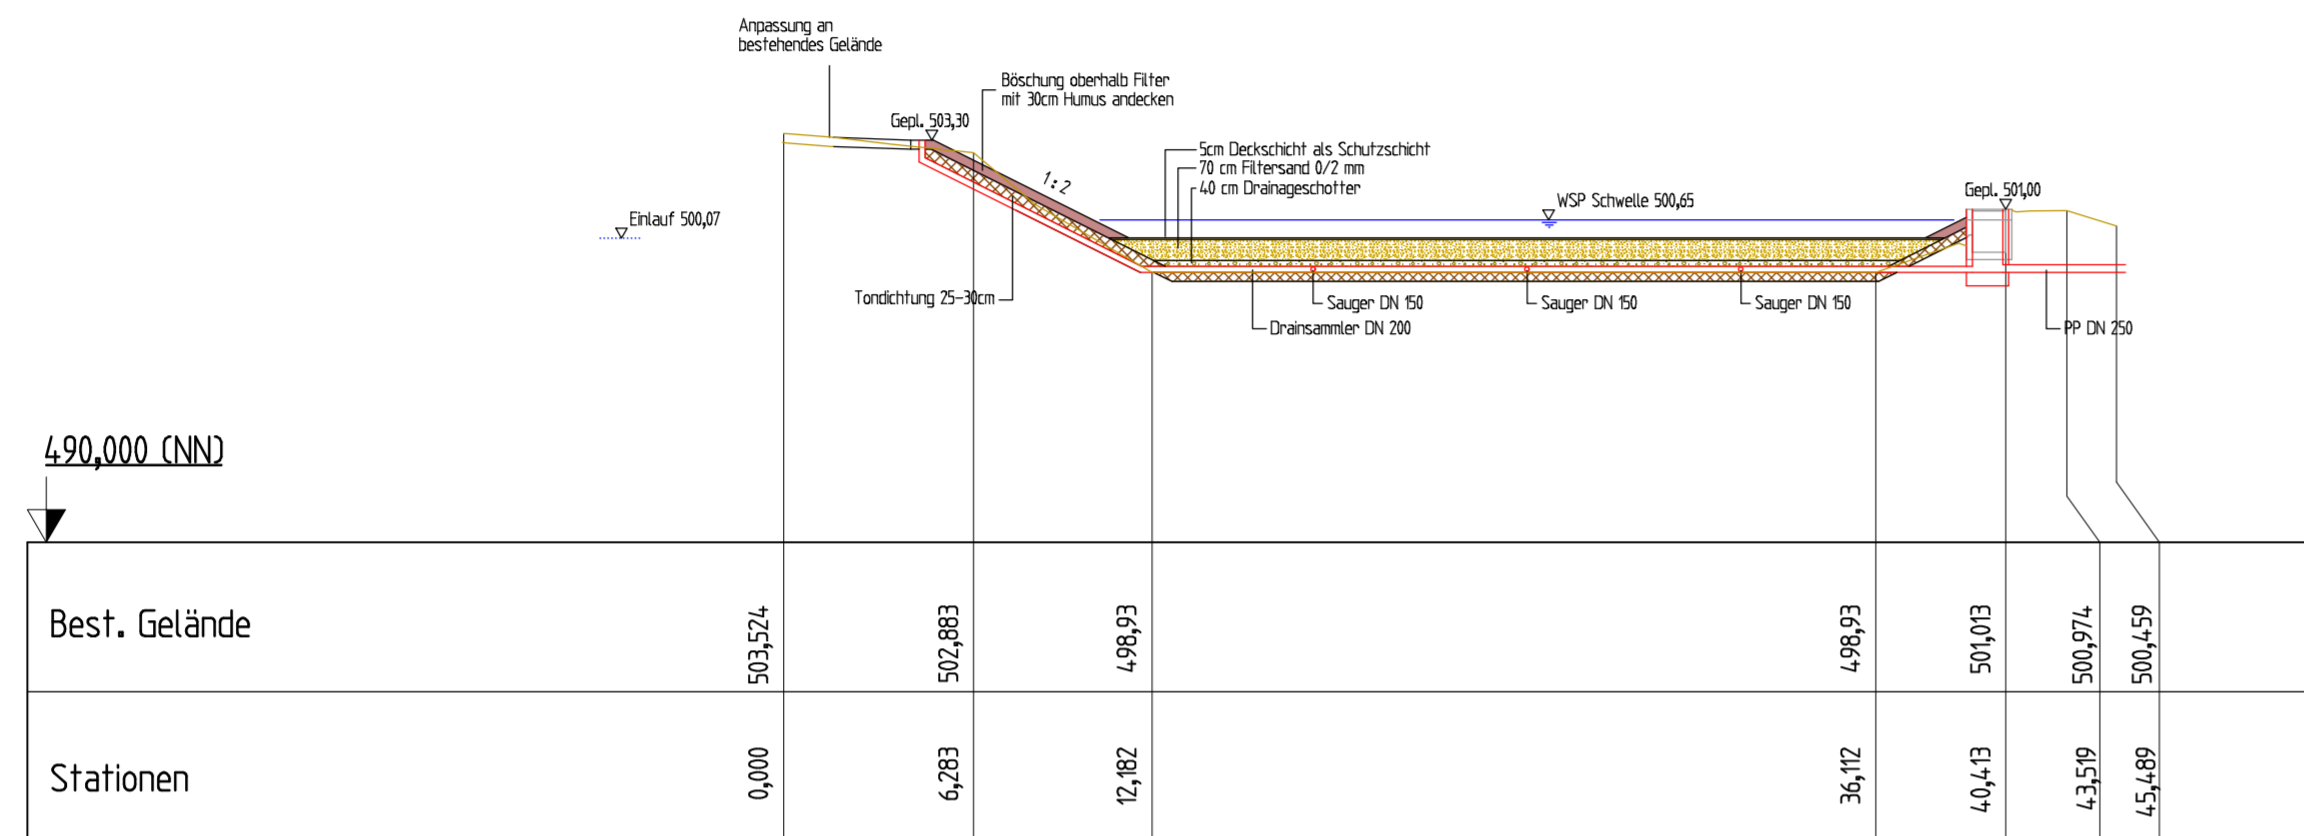 Anpassung an
bestehendes Gelände
Böschung oberhalb Filter
mit 30cm Humus andecken
Gepl. 503,30
1:2
5cm Deckschicht als Schutzschicht
70 cm Filtersand 0/2 mm
40 cm Drainageschotter
WSP Schwelle 500,65
Gepl. 501,00
Einlauf 500,07
Tondichtung 25-30cm
Sauger DN 150
Sauger DN 150
Sauger DN 150
Drainsammler DN 200
PP DN 250
490,000 (NN)
Best. Gelände
503,524
502,883
498,93
498,93
501,013
500,974
500,459
Stationen
0,000
6,283
12,182
36,112
40,413
43,519
45,489